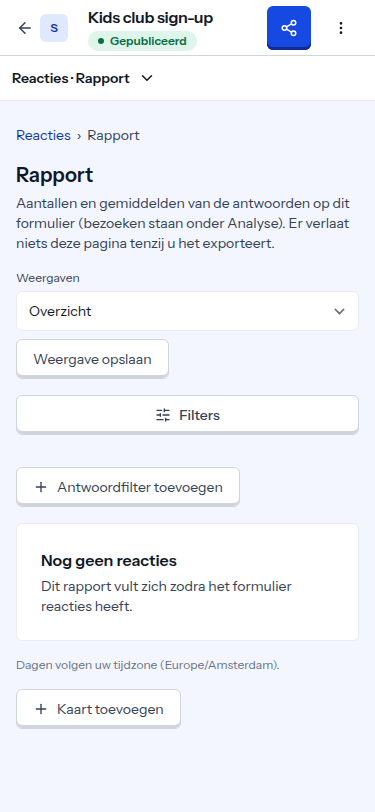 S
Kids club sign-up
Gepubliceerd
Reacties · Rapport
Reacties › Rapport
Rapport
Aantallen en gemiddelden van de antwoorden op dit
formulier (bezoeken staan onder Analyse). Er verlaat
niets deze pagina tenzij u het exporteert.
Weergaven
Overzicht
Weergave opslaan
Filters
Antwoordfilter toevoegen
Nog geen reacties
Dit rapport vult zich zodra het formulier
reacties heeft.
Dagen volgen uw tijdzone (Europe/Amsterdam).
Kaart toevoegen